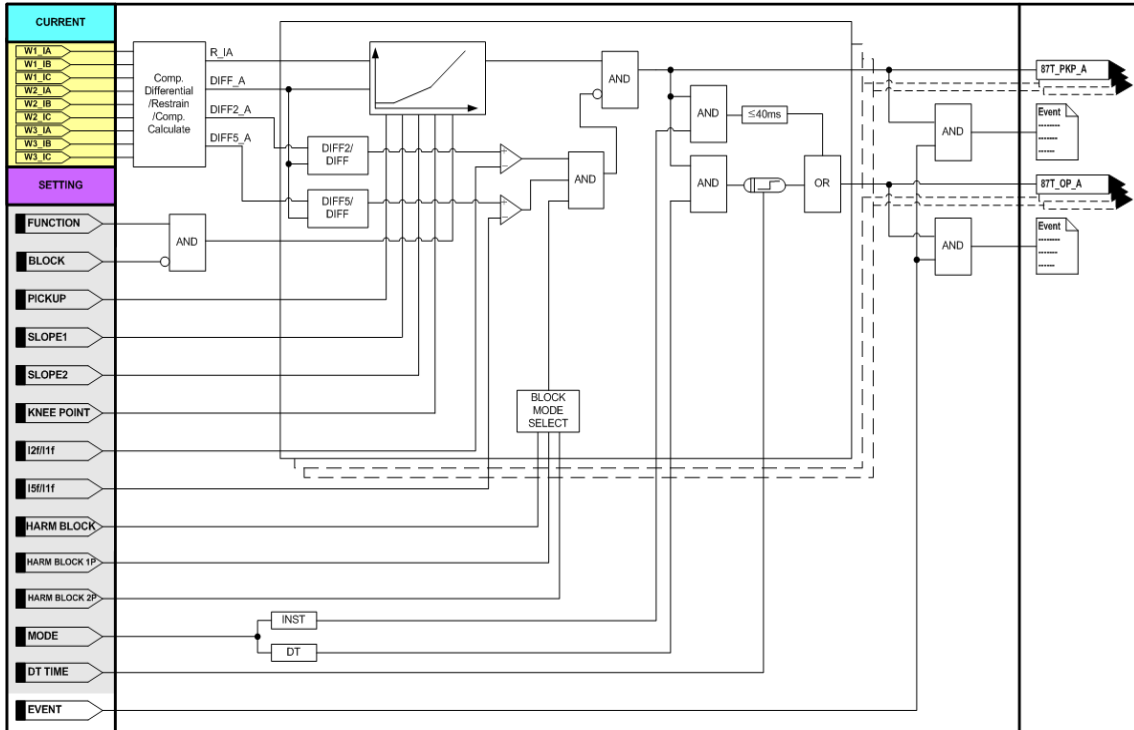 CURRENT
W1_IA
W1_IB
W1_IC
W2_IA
W2_IB
W2_IC
W3_IA
W3_IB
W3_IC
Comp.
Differential
/Restrain
/Comp.
Calculate
R_IA
DIFF_A
DIFF2_A
DIFF5_A
DIFF2/
DIFF
DIFF5/
DIFF
+
−
+
−
AND
AND
AND
≤40ms
AND
OR
AND
87T_PKP_A
Event
--------
--------
------
87T_OP_A
AND
Event
--------
------
----
SETTING
FUNCTION
AND
BLOCK
PICKUP
SLOPE1
SLOPE2
KNEE POINT
BLOCK
MODE
SELECT
I2f/I1f
I5f/I1f
HARM BLOCK
HARM BLOCK 1P
HARM BLOCK 2P
MODE
INST
DT
DT TIME
EVENT